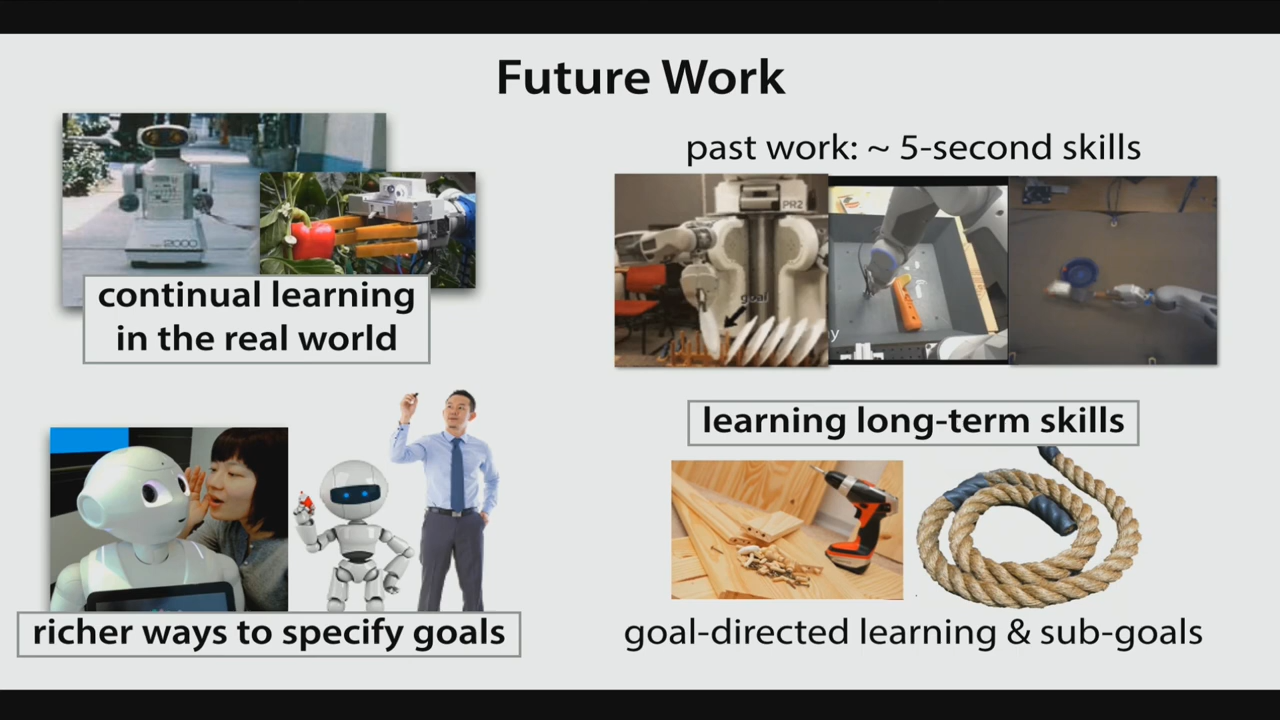 Future Work
2000
continual learning
in the real world
past work: ~ 5-second skills
PR2
goal
learning long-term skills
richer ways to specify goals
goal-directed learning & sub-goals